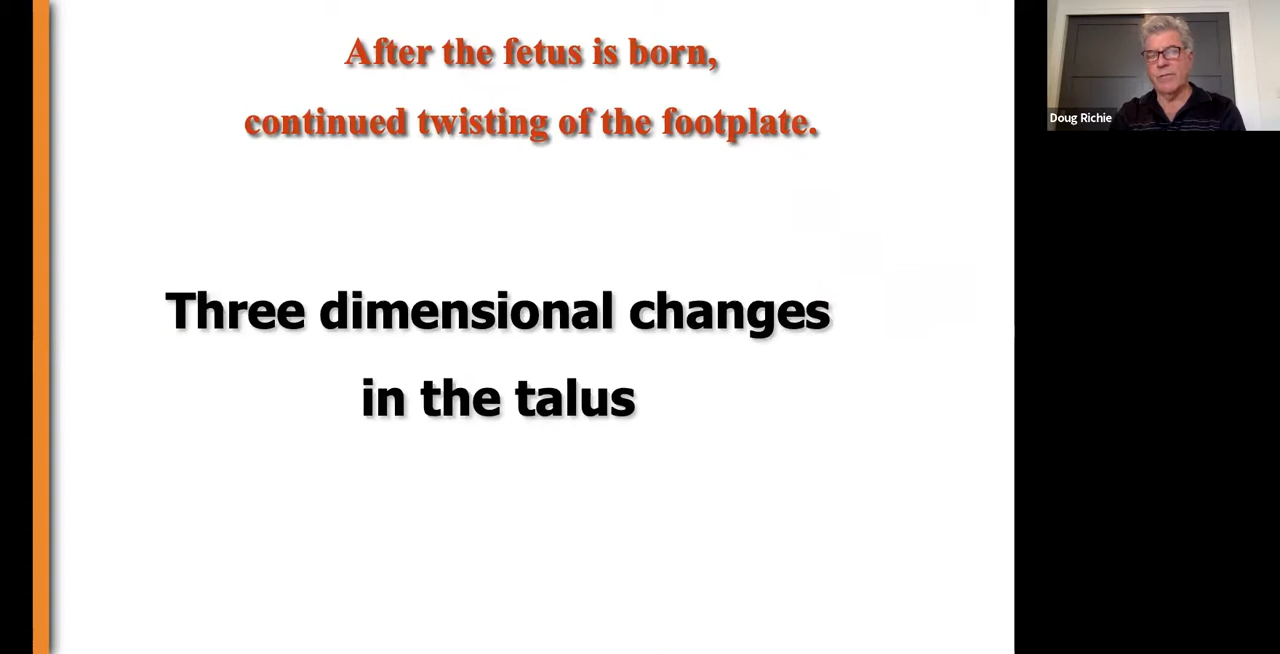 After the fetus is born,
continued twisting of the footplate.
Three dimensional changes
in the talus
Doug Richie